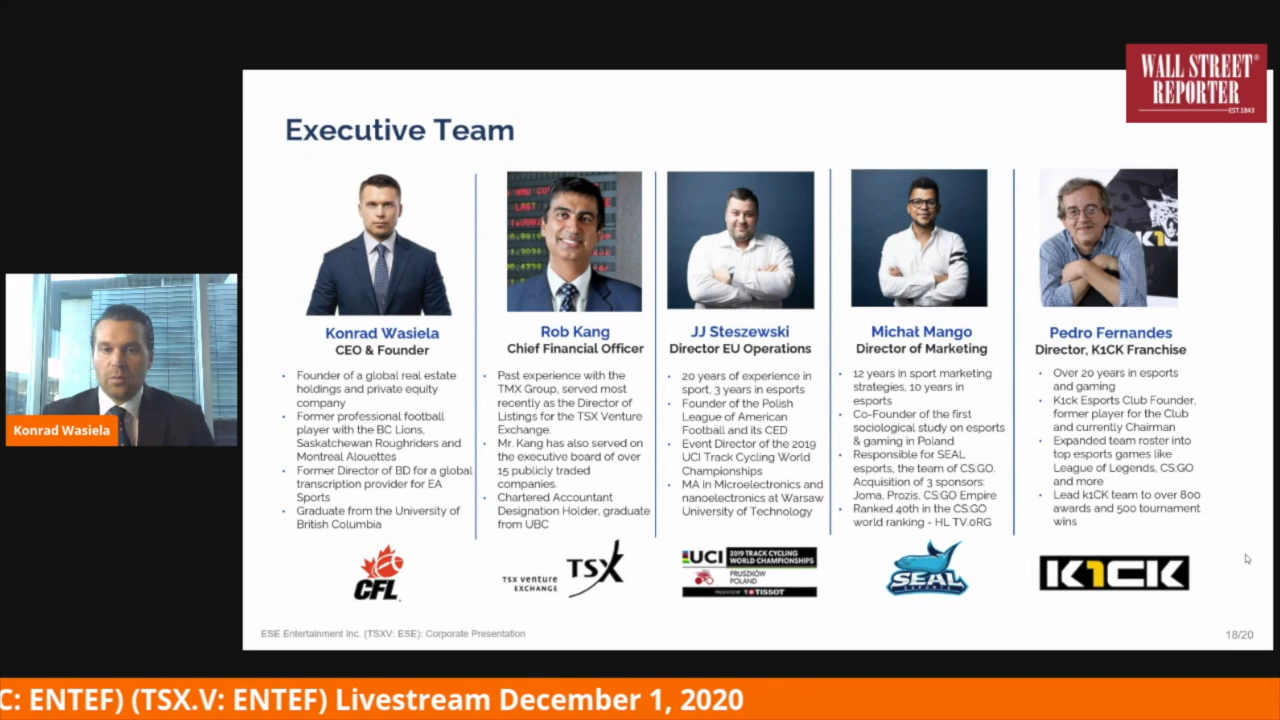 WALL STREET®
REPORTER
EST.1843
Executive Team
Konrad Wasiela
CEO & Founder
• Founder of a global real estate
holdings and private equity
company
• Former professional football
player with the BC Lions,
Saskatchewan Roughriders and
Montreal Alouettes
• Former Director of BD for a global
transcription provider for EA
Sports
• Graduate from the University of
British Columbia
CFL
Rob Kang
Chief Financial Officer
• Past experience with the
TMX Group, served most
recently as the Director of
Listings for the TSX Venture
Exchange.
• Mr. Kang has also served on
the executive board of over
15 publicly traded
companies.
• Chartered Accountant
Designation Holder, graduate
from UBC
TSX venture
EXCHANGE
TSX
JJ Steszewski
Director EU Operations
• 20 years of experience in
sport, 3 years in esports
• Founder of the Polish
League of American
Football and its CED
• Event Director of the 2019
UCI Track Cycling World
Championships
• MA in Microelectronics and
nanoelectronics at Warsaw
University of Technology
UCI
2019 TRACK CYCLING
WORLD CHAMPIONSHIPS
PRUSZKÓW
POLAND
PRESENTED BY TISSOT
Michał Mango
Director of Marketing
• 12 years in sport marketing
strategies, 10 years in
esports
• Co-Founder of the first
sociological study on esports
& gaming in Poland
• Responsible for SEAL
esports, the team of CS:GO.
Acquisition of 3 sponsors:
Joma, Prozis, CS:GO Empire
• Ranked 40th in the CS:GO
world ranking - HL TV.oRG
SEAL
ESPORTS
Pedro Fernandes
Director, K1CK Franchise
• Over 20 years in esports
and gaming
• K1ck Esports Club Founder,
former player for the Club
and currently Chairman
• Expanded team roster into
top esports games like
League of Legends, CS:GO
and more
• Lead k1CK team to over 800
awards and 500 tournament
wins
K1CK
ESE Entertainment Inc. (TSXV: ESE): Corporate Presentation
18/20
Konrad Wasiela
C: ENTEF) (TSX.V: ENTEF) Livestream December 1, 2020